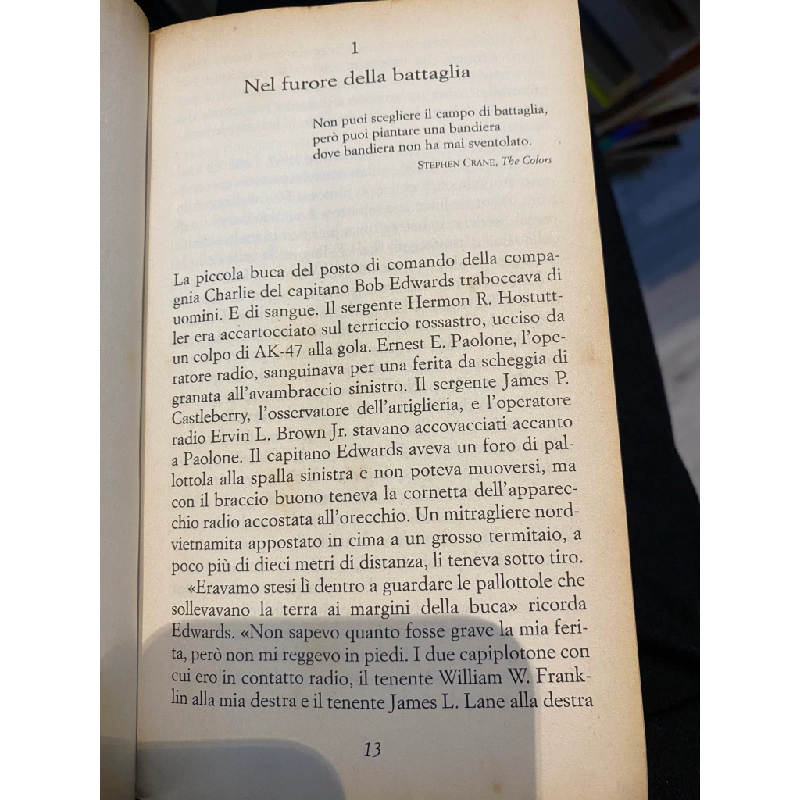 1
Nel furore della battaglia
Non puoi scegliere il campo di battaglia,
però puoi piantare una bandiera
dove bandiera non ha mai sventolato.
STEPHEN CRANE, The Colors
La piccola buca del posto di comando della compa-
gnia Charlie del capitano Bob Edwards traboccava di
uomini. E di sangue. Il sergente Hermon R. Hostutt-
ler era accartocciato sul terriccio rossastro, ucciso da
un colpo di AK-47 alla gola. Ernest E. Paolone, l'ope-
ratore radio, sanguinava per una ferita da scheggia di
granata all'avambraccio sinistro. Il sergente James P.
Castleberry, l'osservatore dell'artiglieria, e l'operatore
radio Ervin L. Brown Jr. stavano accovacciati accanto
a Paolone. Il capitano Edwards aveva un foro di pal-
lottola alla spalla sinistra e non poteva muoversi, ma
con il braccio buono teneva la cornetta dell'apparec-
chio radio accostata all'orecchio. Un mitragliere nord-
vietnamita appostato in cima a un grosso termitaio, a
poco più di dieci metri di distanza, li teneva sotto tiro.
«Eravamo stesi lì dentro a guardare le pallottole che
sollevavano la terra ai margini della buca» ricorda
Edwards. «Non sapevo quanto fosse grave la mia feri-
ta, però non mi reggevo in piedi. I due capiplotone con
cui ero in contatto radio, il tenente William W. Frank-
lin alla mia destra e il tenente James L. Lane alla destra
13